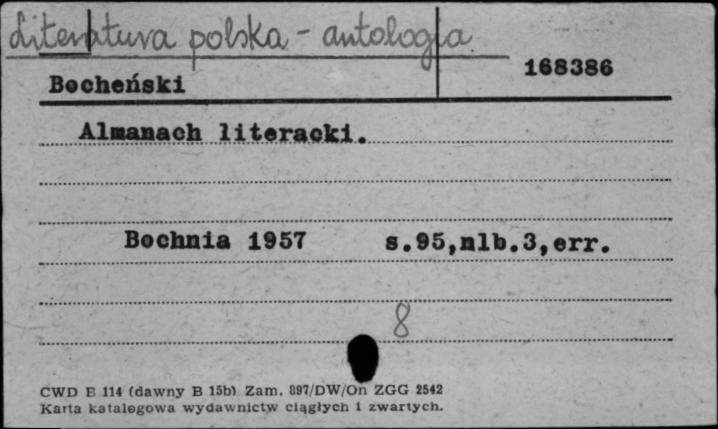 Literatura polska - antologia
168386
Bocheński
Almanach literacki.
Bochnia 1957 s.95,nlb.3,err.
8
CWD B 114 (dawny B 15b) Zam. 897/DW/On ZGG 2542
Karta katalogowa wydawnictw ciągłych i zwartych.